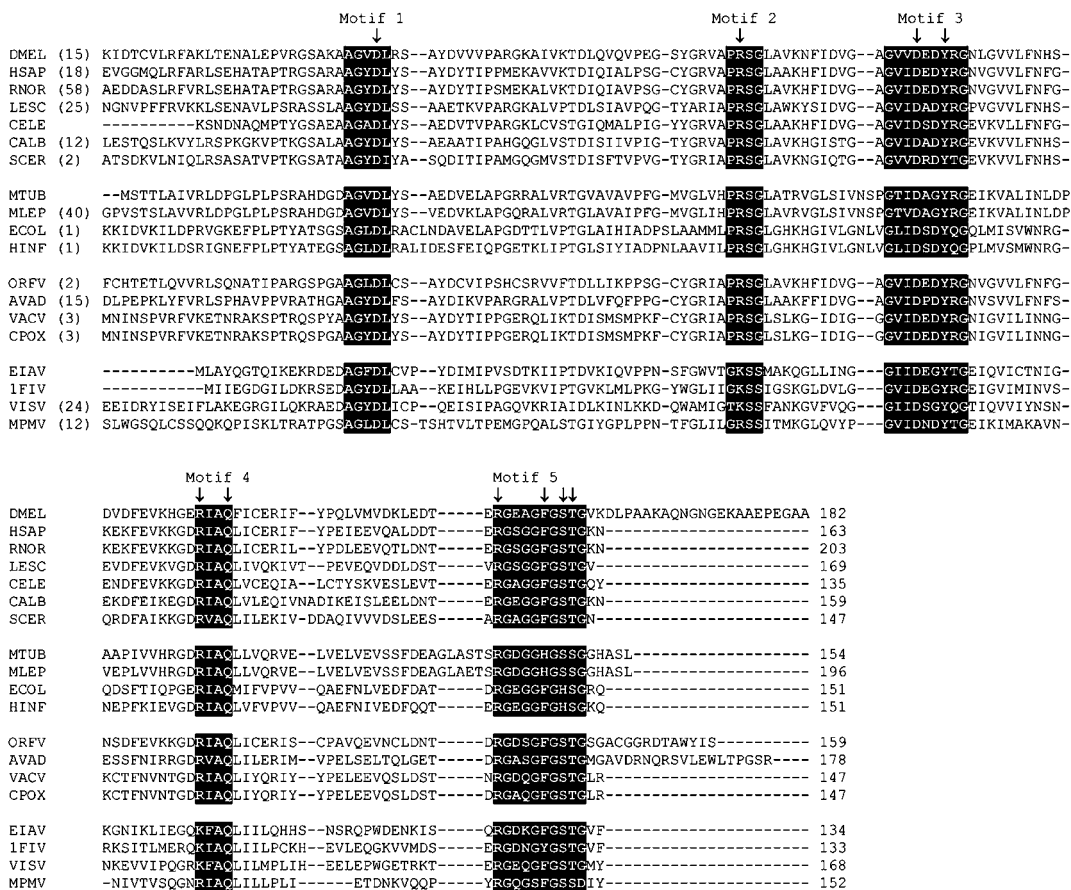 Motif 1 Motif 2 Motif 3
↓ ↓ ↓ ↓
DMEL (15) KIDTCVLRFAKLTENALEPVRGSAKAAGVDLRS--AYDVVVPARGKAIVKTDLQVQVPEG-SYGRVAPRSGLAVKNFIDVG-AGVVDEDYRGNLGVVLFNHS-
HSAP (18) EVGGMQLRFARLSEHATAPTRGSARAAGYDLYS--AYDYTIPPMEKAVVKTDIQIALPSG-CYGRVAPRSGLAAKHFIDVG-AGVIDEDYRGNVGVVLFNFG-
RNOR (58) AEDDASLRFVRLSEHATAPTRGSARAAGYDLYS--AYDYTIPSMEKAVVKTDIQIAVPSG-CYGRVAPRSGLAAKHFIDVG-AGVIDEDYRGNVGVVLFNFG-
LESC (25) NGNVPFFRVKKLSENAVLPSRASSLAAGYDLSS--AAETKVPARGKALVPTDLSIAVPQG-TYARIAPRSGLAWKYSIDVG-AGVIDADYRGPVGVVLFNHS-
CELE ----------KSNDNAQMPTYGSAEAAGADLYS--AEDVTVPARGKLCVSTGIQMALPIG-YYGRVAPRSGLAAKHFIDVG-AGVIDSDYRGEVKVLLFNFG-
CALB (12) LESTQSLKVYLRSPKGKVPTKGSALAAGYDLYS--AEAATIPAHGQGLVSTDISIIVPIG-TYGRVAPRSGLAVKHGISTG-AGVIDADYRGEVKVVLFNHS-
SCER (2) ATSDKVLNIQLRSASATVPTKGSATAAGYDIYA--SQDITIPAMGQGMVSTDISFTVPVG-TYGRIAPRSGLAVKNGIQTG-AGVVDRDYTGEVKVVLFNHS-
MTUB --MSTTLAIVRLDPGLPLPSRAHDGDAGVDLYS--AEDVELAPGRRALVRTGVAVAVPFG-MVGLVHPRSGLATRVGLSIVNSPGTIDAGYRGEIKVALINLDP
MLEP (40) GPVSTSLAVVRLDPGLPLPSRAHDGDAGVDLYS--VEDVKLAPGQRALVRTGLAVAIPFG-MVGLIHPRSGLAVRVGLSIVNSPGTVDAGYRGEIKVALINLDP
ECOL (1) KKIDVKILDPRVGKEFPLPTYATSGSAGLDLRACLNDAVELAPGDTTLVPTGLAIHIADPSLAAMMLPRSGLGHKHGIVLGNLVGLIDSDYQGQLMISVWNRG-
HINF (1) KKIDVKILDSRIGNEFPLPTYATEGSAGLDLRALIDESFEIQPGETKLIPTGLSIYIADPNLAAVILPRSGLGHKHGIVLGNLVGLIDSDYQGPLMVSMWNRG-
ORFV (2) FCHTETLQVVRLSQNATIPARGSPGAAGLDLCS--AYDCVIPSHCSRVVFTDLLIKPPSG-CYGRIAPRSGLAVKHFIDVG-AGVIDEDYRGNVGVVLFNFG-
AVAD (15) DLPEPKLYFVRLSPHAVPPVRATHGAAGYDLFS--AYDIKVPARGRALVPTDLVFQFPPG-CYGRIAPRSGLAAKFFIDVG-AGVIDPDYRGNVSVVLFNFS-
VACV (3) MNINSPVRFVKETNRAKSPTRQSPYAAGYDLYS--AYDYTIPPGERQLIKTDISMSMPKF-CYGRIAPRSGLSLKG-IDIG-GGVIDEDYRGNIGVILINNG-
CPOX (3) MNINSPVRFVKETNRAKSPTRQSPGAAGYDLYS--AYDYTIPPGERQLIKTDISMSMPKF-CYGRIAPRSGLSLKG-IDIG-GGVIDEDYRGNIGVILINNG-
EIAV ----------MLAYQGTQIKEKRDEDAGFDLCV--PYDIMIPVSDTKIIPTDVKIQVPPN-SFGWVTGKSSMAKQGLLING-GIIDEGYTGEIQVICTNIG-
1FIV -----------MIIEGDGILDKRSEDAGYDLLAA-KEIHLLPGEVKVIPTGVKLMLPKG-YWGLIIGKSSIGSKGLDVLG-GVIDEGYRGEIGVIMINVS-
VISV (24) EEIDRYISEIFLAKEGRGILQKRAEDAGYDLICP-QEISIPAGQVKRIAIDLKINLKKD-QWAMIGTKSSFANKGVFVQG-GIIDSGYQGTIQVVIYNSN-
MPMV (12) SLWGSQLCSSQQKQPISKLTRATPGSAGLDLCS-TSHTVLTPEMGPQALSTGIYGPLPPN-TFGLILGRSSITMKGLQVYP-GVIDNDYTGEIKIMAKAVN-
Motif 4 Motif 5
↓ ↓ ↓ ↓ ↓↓
DMEL DVDFEVKHGERIAQFICERIF--YPQLVMVDKLEDT----ERGEAGFGSTGVKDLPAAKAQNGNGEKAAEPEGAA 182
HSAP KEKFEVKKGDRIAQLICERIF--YPEIEEVQALDDT----ERGSGGFGSTGKN---------------------- 163
RNOR KEKFEVKKGDRIAQLICERIL--YPDLEEVQTLDNT----ERGSGGFGSTGKN---------------------- 203
LESC EVDFEVKVGDRIAQLIVQKIVT--PEVEQVDDLDST----VRGSGGFGSTGV----------------------- 169
CELE ENDFEVKKGDRIAQLVCEQIA--LCTYSKVESLEVT----ERGAGGFGSTGQY---------------------- 135
CALB EKDFEIKEGDRIAQLVLEQIVNADIKEISLEELDNT----ERGEGGFGSTGKN---------------------- 159
SCER QRDFAIKKGDRVAQLILEKIV-DDAQIVVVDSLEES----ARGAGGFGSTGN----------------------- 147
MTUB AAPIVVHRGDRIAQLLVQRVE--LVELVEVSSFDEAGLASTSRGDGGHGSSGGHASL------------------- 154
MLEP VEPLVVHRGDRIAQLLVQRVE--LVELVEVSSFDEAGLAETSRGDGGHGSSGGHASL------------------- 196
ECOL QDSFTIQPGERIAQMIFVPVV--QAEFNLVEDFDAT----DRGEGGFGHSGRQ---------------------- 151
HINF NEPFKIEVGDRIAQLVFVPVV--QAEFNIVEDFQQT----ERGEGGFGHSGKQ---------------------- 151
ORFV NSDFEVKKGDRIAQLICERIS--CPAVQEVNCLDNT----DRGDSGFGSTGSGACGGRDTAWYIS---------- 159
AVAD ESSFNIRRGDRVAQLILERIM--VPELSELTQLGET----DRGASGFGSTGMGAVDRNQRSVLEWLTPGSR---- 178
VACV KCTFNVNTGDRIAQLIYQRIY--YPELEEVQSLDST----NRGDQGFGSTGLR---------------------- 147
CPOX KCTFNVNTGDRIAQLIYQRIY--YPELEEVQSLDST----DRGAQGFGSTGLR---------------------- 147
EIAV KGNIKLIEGQKFAQLIILQHHS--NSRQPWDENKIS----QRGDKGFGSTGVF---------------------- 134
1FIV RKSITLMERQKIAQLIILPCKH--EVLEQGKVVMDS----ERGDNGYGSTGVF---------------------- 133
VISV NKEVVIPQGRKFAQLILMPLIH--EELEPWGETRKT----ERGEQGFGSTGMY---------------------- 168
MPMV -NIVTVSQGNRIAQLILLPLI-------ETDNKVQQP---YRGQGSFGSSDIY---------------------- 152